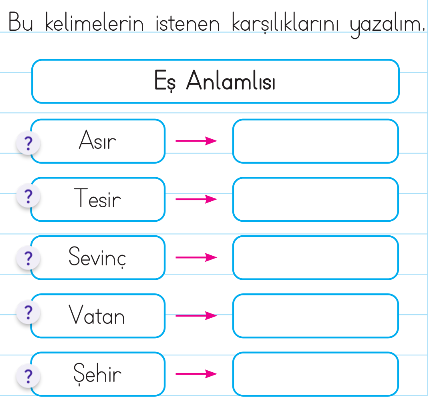 Bu kelimelerin istenen karşılıklarını yazalım.
Eş Anlamlısı
? Asır
? Tesir
? Sevinç
? Vatan
? Şehir